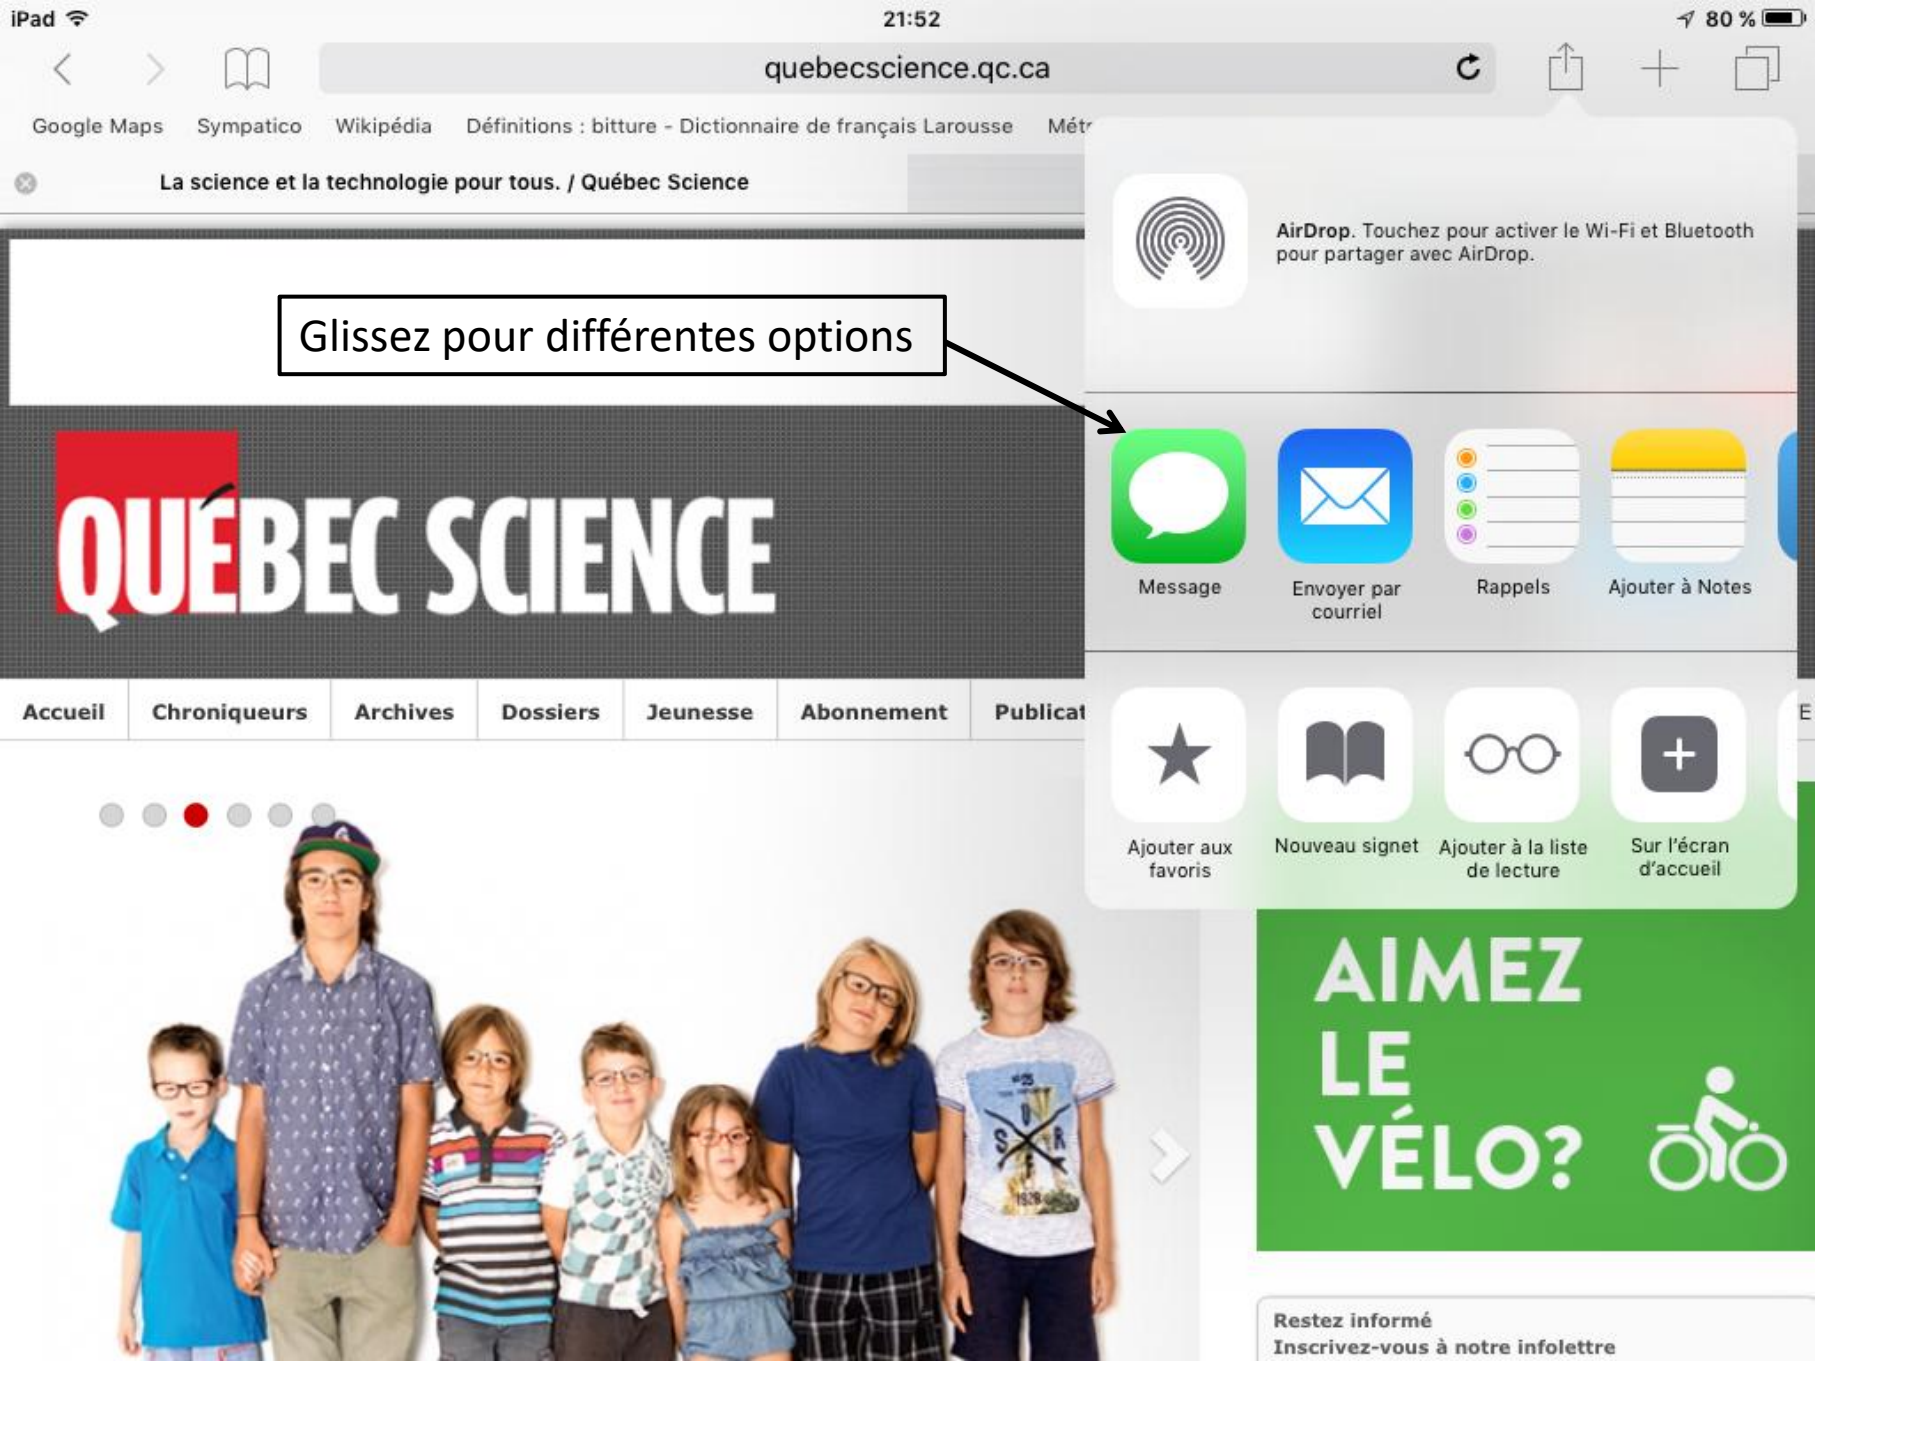 iPad
21:52
80 %
quebecscience.qc.ca
Google Maps Sympatico Wikipédia Définitions : bitture - Dictionnaire de français Larousse Mét
La science et la technologie pour tous. / Québec Science
AirDrop. Touchez pour activer le Wi-Fi et Bluetooth
pour partager avec AirDrop.
Glissez pour différentes options
QUÉBEC SCIENCE
Message
Envoyer par
courriel
Rappels
Ajouter à Notes
Accueil Chroniqueurs Archives Dossiers Jeunesse Abonnement Publicat
E
Ajouter aux
favoris
Nouveau signet
Ajouter à la liste
de lecture
Sur l'écran
d'accueil
AIMEZ
LE
VÉLO?
Restez informé
Inscrivez-vous à notre infolettre